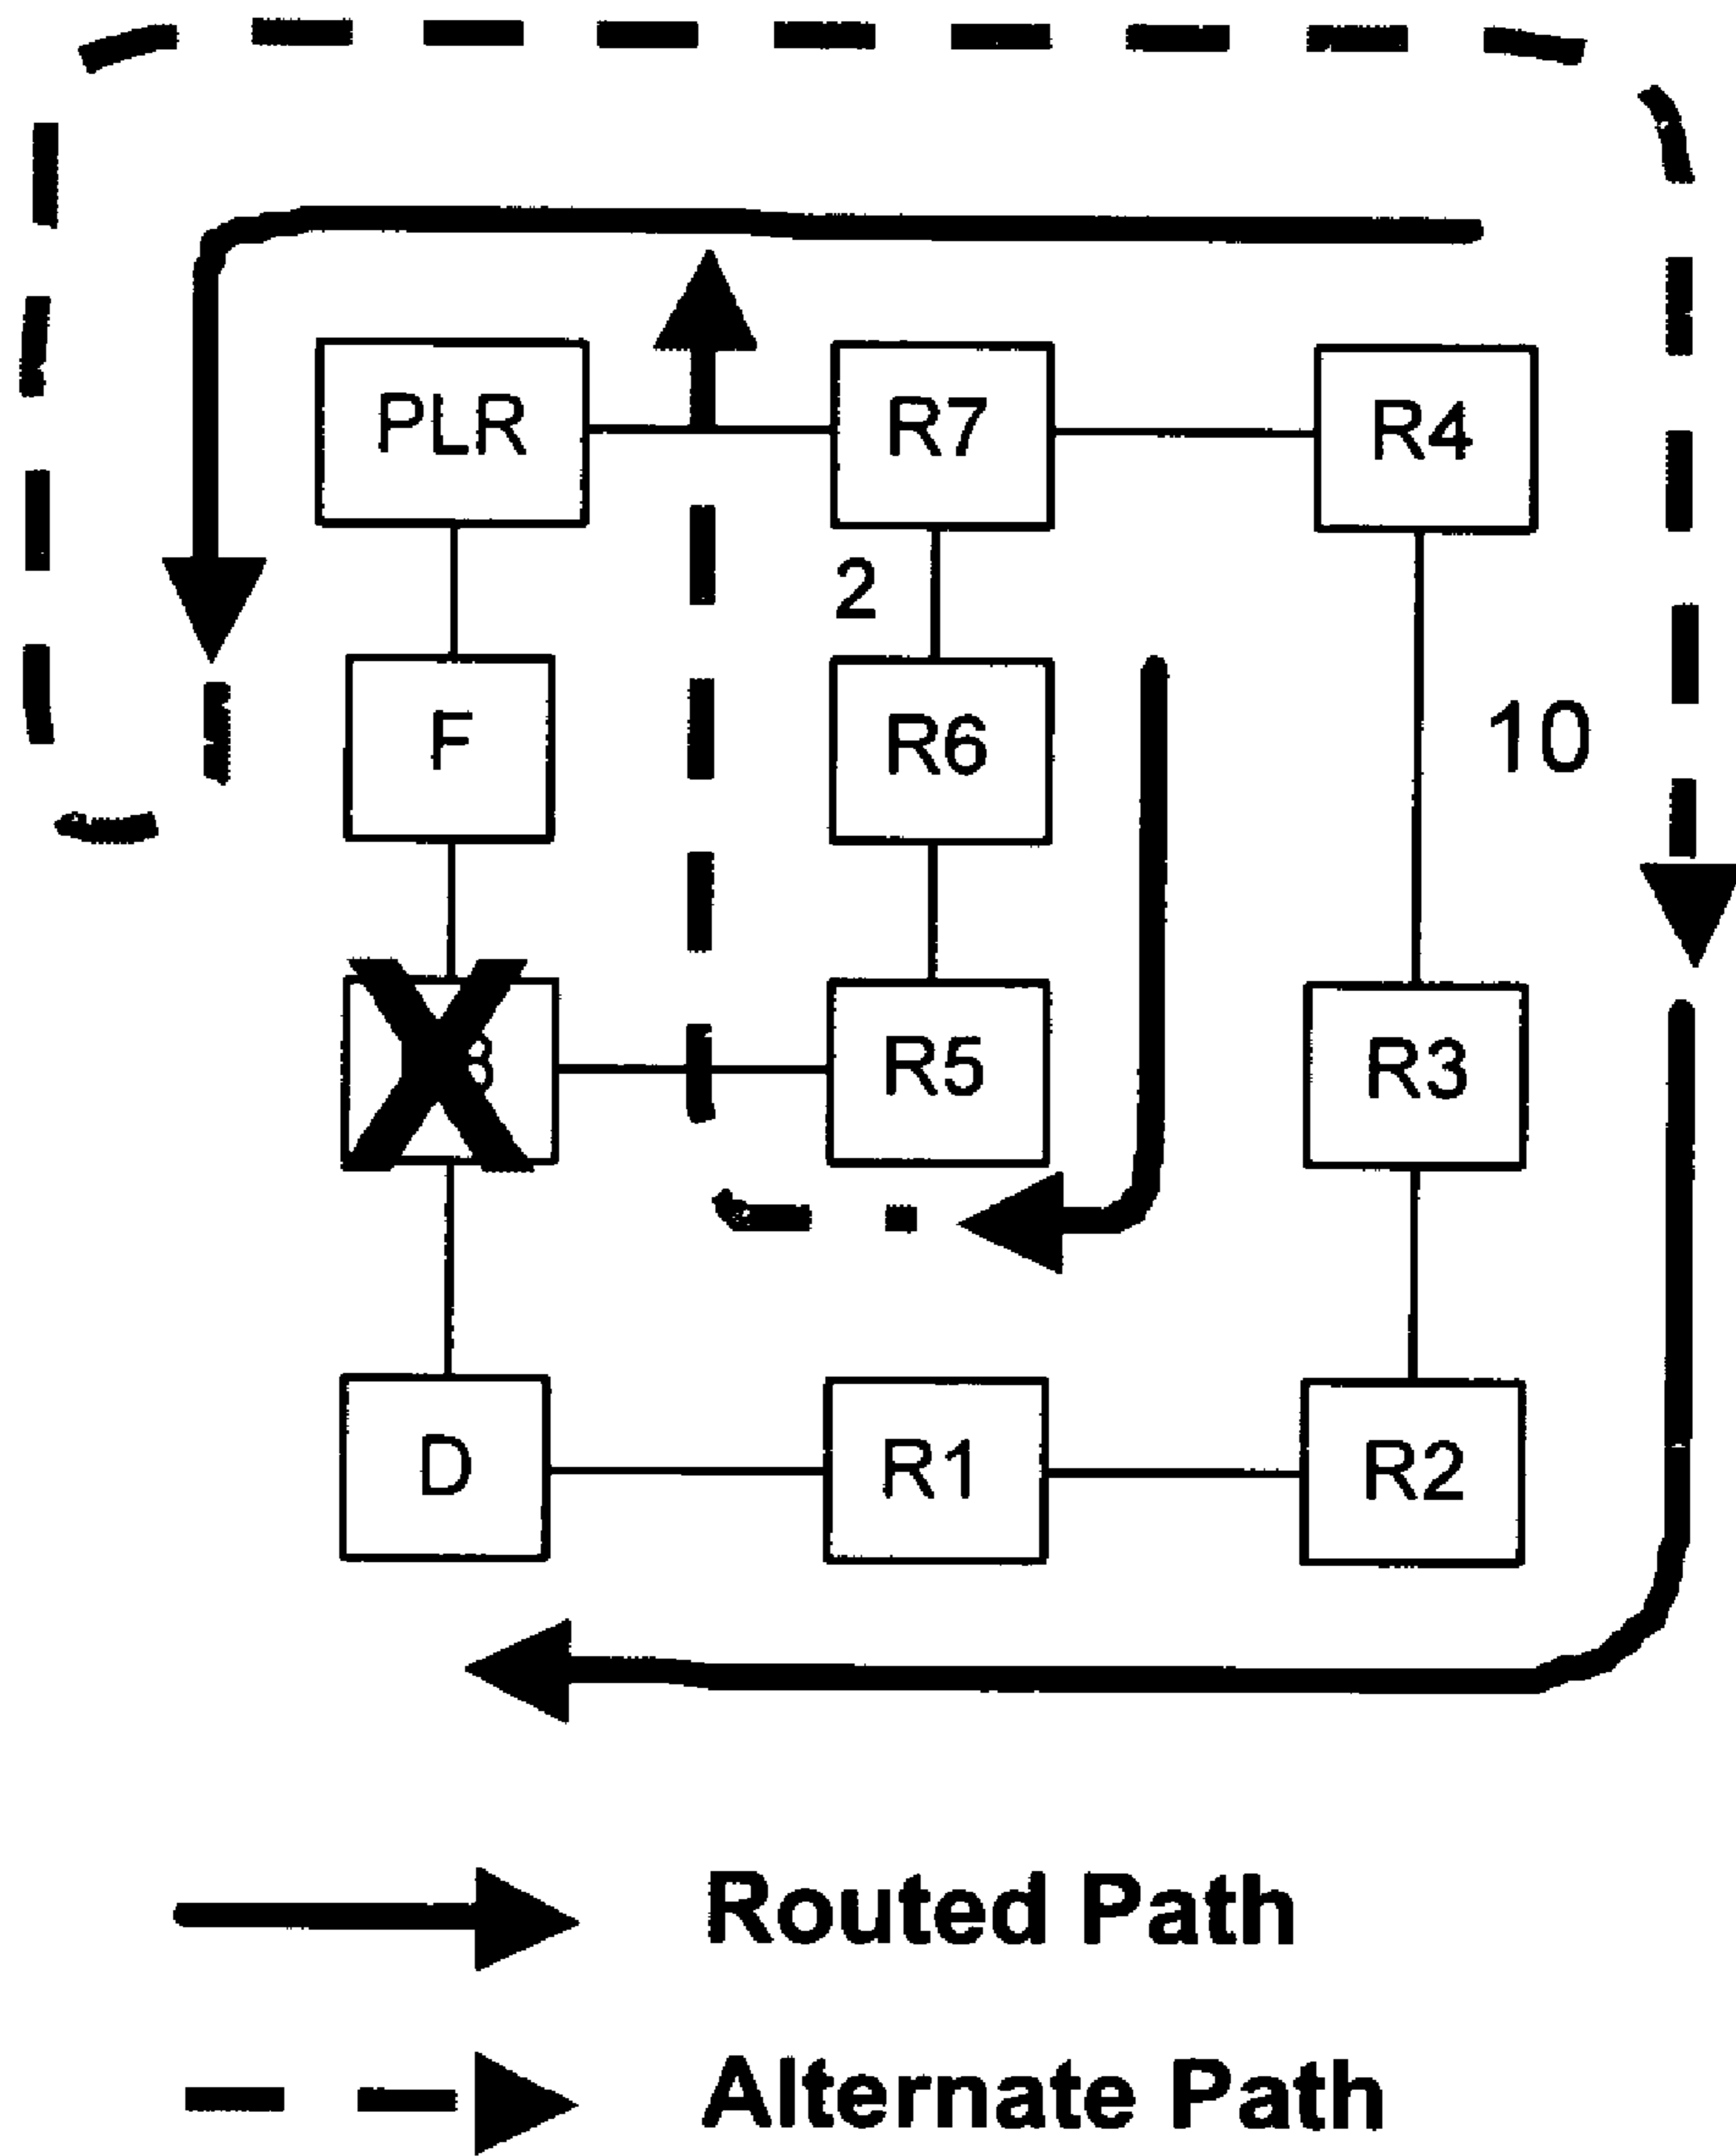 PLR R7 R4
2
F R6 10
R5 R3
D R1 R2
Routed Path
Alternate Path